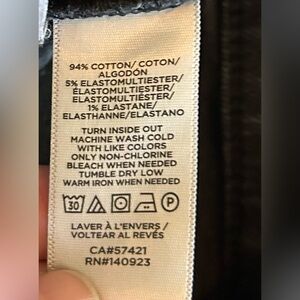 94% COTTON/ COTON/
ALGODÓN
5% ELASTOMULTIESTER/
ÉLASTOMULTIESTER/
ELASTOMULTIÉSTER/
1% ELASTANE/
ELASTHANNE/ELASTANO
TURN INSIDE OUT
MACHINE WASH COLD
WITH LIKE COLORS
ONLY NON-CHLORINE
BLEACH WHEN NEEDED
TUMBLE DRY LOW
WARM IRON WHEN NEEDED
30 P
LAVER À L'ENVERS /
VOLTEAR AL REVÉS
CA#57421
RN#140923